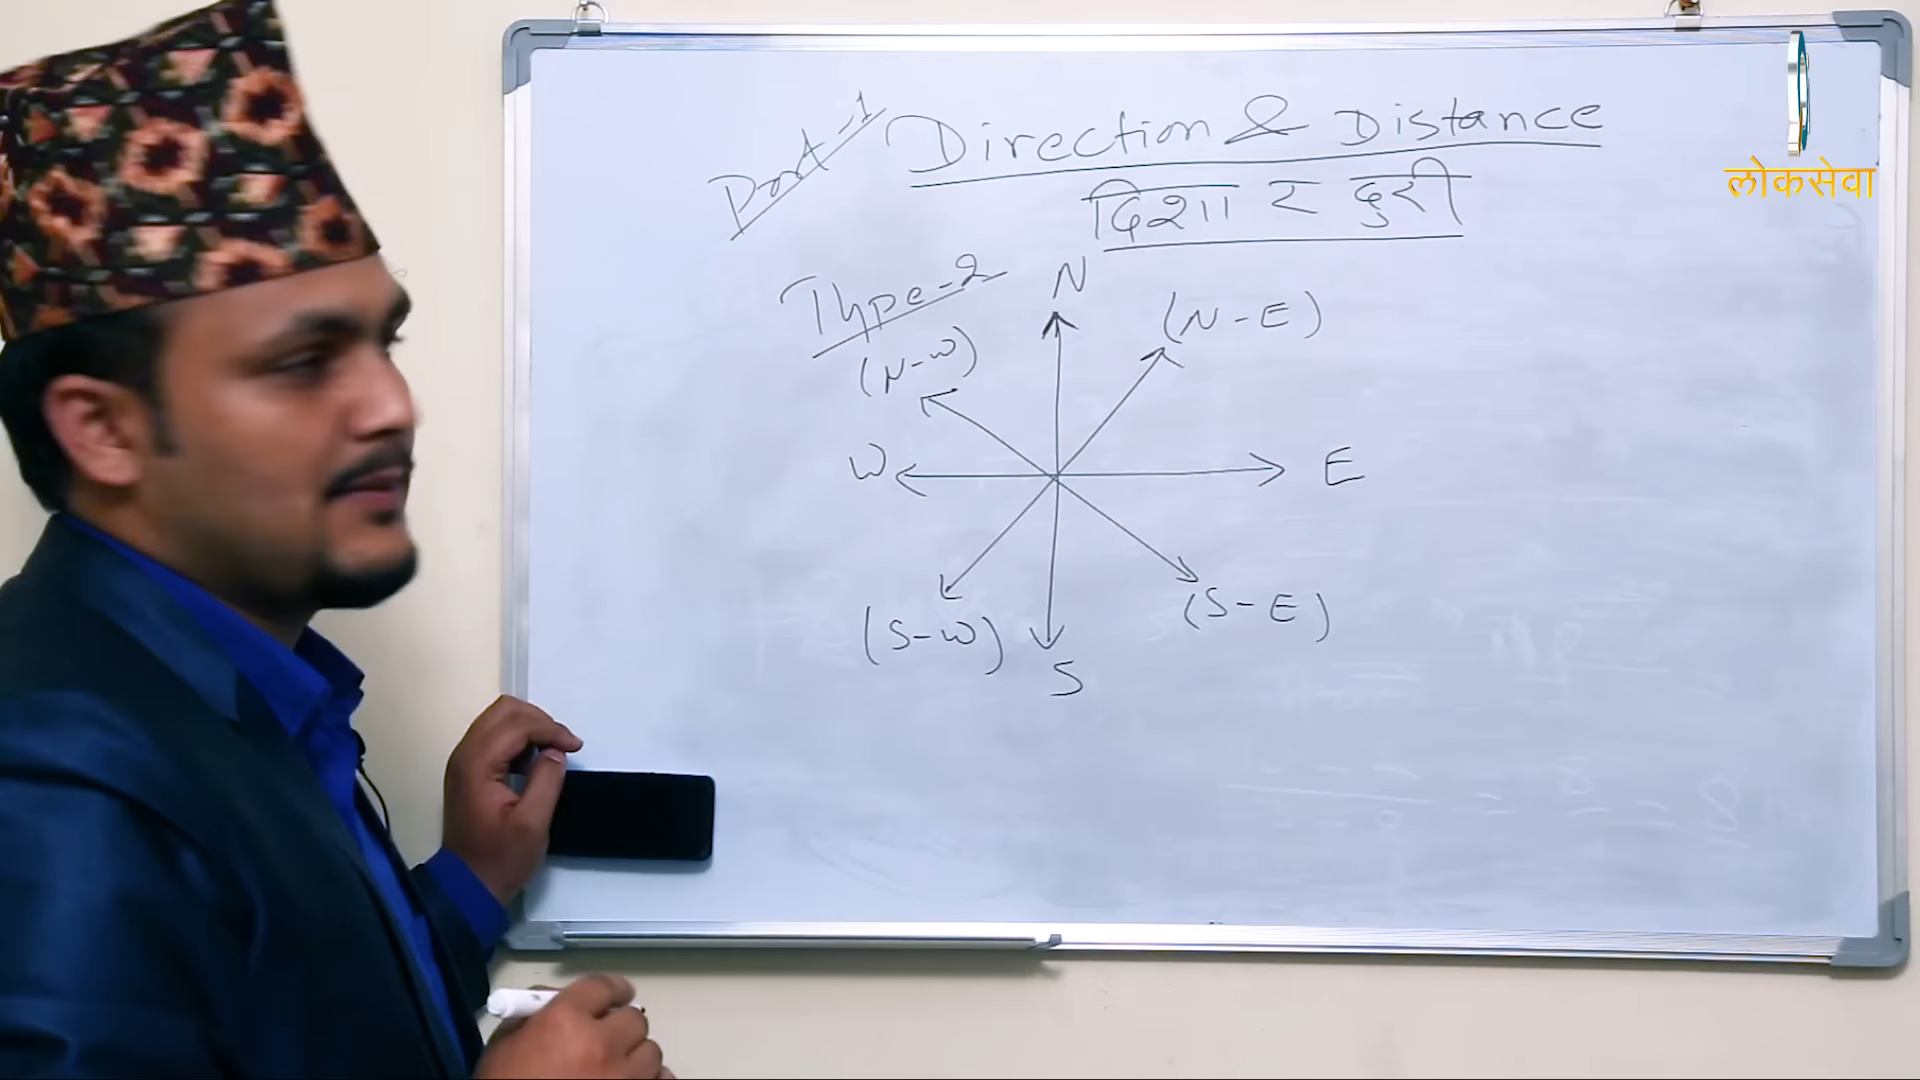 Part-1
Direction & Distance
दिशा र दुरी
लोकसेवा
Type-2
N
(N-W)
(N-E)
W
E
(S-W)
(S-E)
S